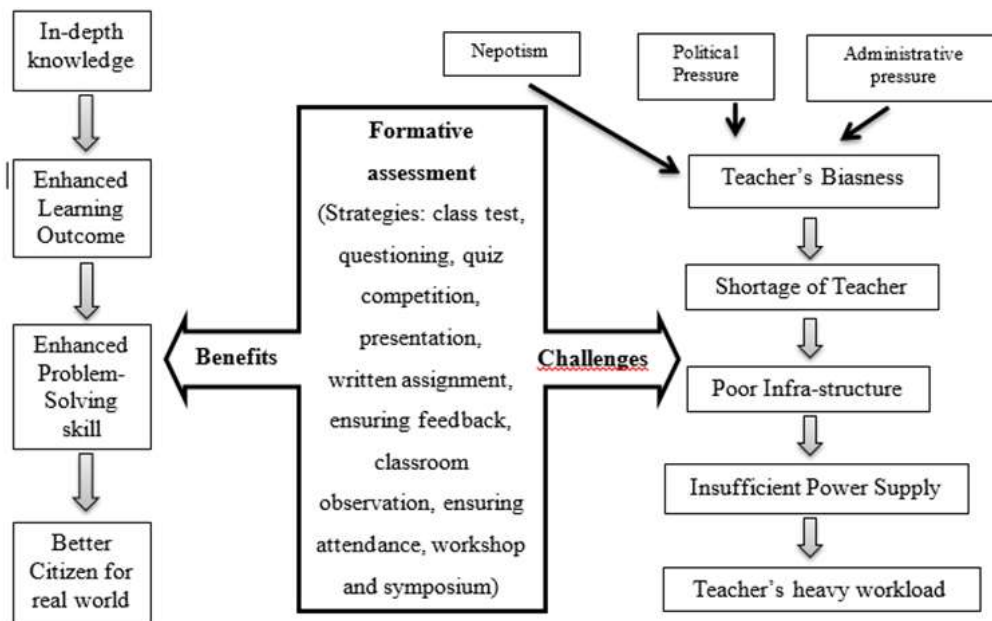 In-depth
knowledge
Enhanced
Learning
Outcome
Enhanced
Problem-
Solving
skill
Better
Citizen for
real world
Benefits
Formative
assessment
(Strategies: class test,
questioning, quiz
competition,
presentation,
written assignment,
ensuring feedback,
classroom
observation, ensuring
attendance, workshop
and symposium)
Challenges
Nepotism
Political
Pressure
Administrative
pressure
Teacher’s Biasness
Shortage of Teacher
Poor Infra-structure
Insufficient Power Supply
Teacher’s heavy workload